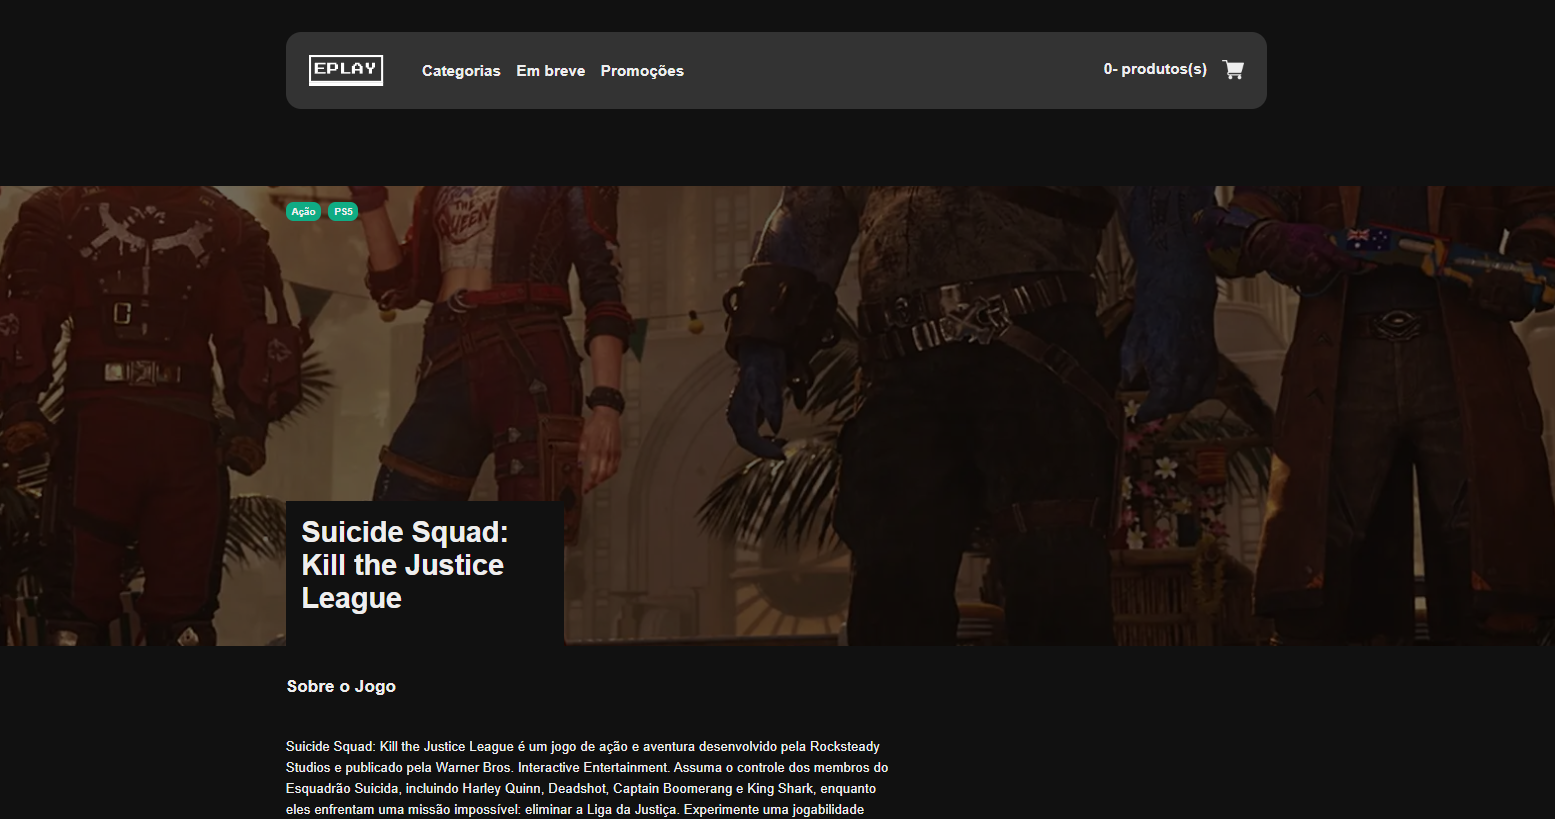 EPLAY
Categorias Em breve Promoções
0- produtos(s)
THE QUEEN
Ação PS5
Suicide Squad:
Kill the Justice
League
Sobre o Jogo
Suicide Squad: Kill the Justice League é um jogo de ação e aventura desenvolvido pela Rocksteady
Studios e publicado pela Warner Bros. Interactive Entertainment. Assuma o controle dos membros do
Esquadrão Suicida, incluindo Harley Quinn, Deadshot, Captain Boomerang e King Shark, enquanto
eles enfrentam uma missão impossível: eliminar a Liga da Justiça. Experimente uma jogabilidade